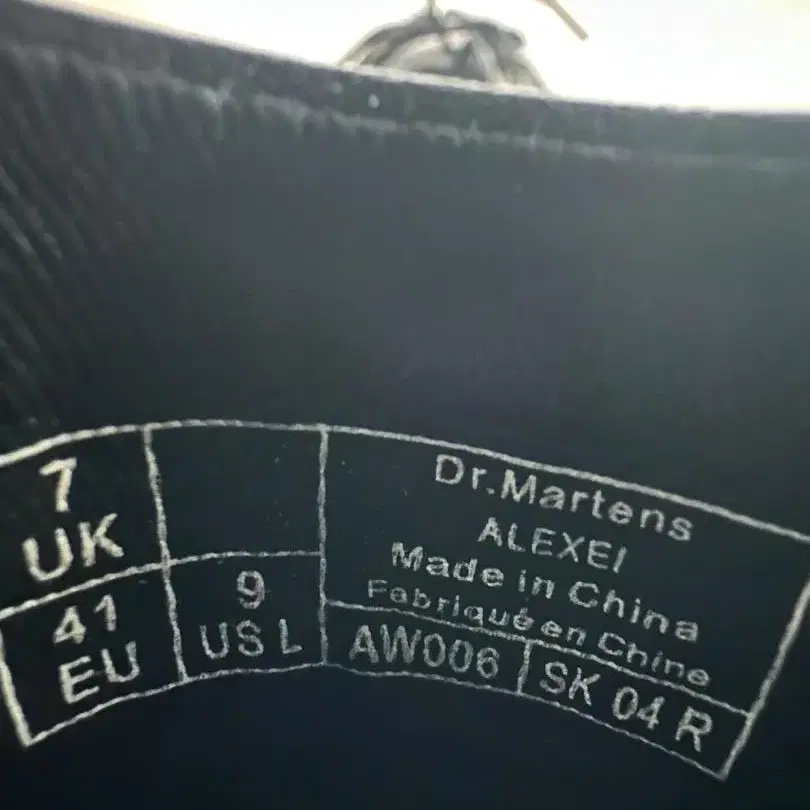 7
UK
41
EU
9
US L
Dr.Martens
ALEXEI
Made in China
Fabriqué en Chine
AW006
SK 04 R